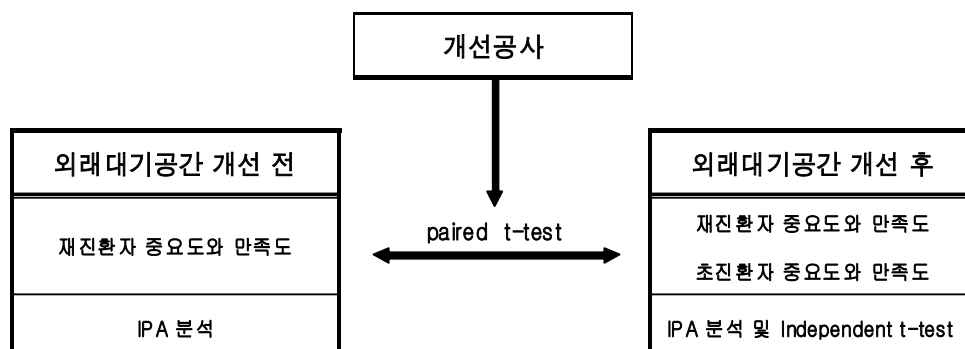 개선공사
외래대기공간 개선 전
재진환자 중요도와 만족도
IPA 분석
paired t-test
외래대기공간 개선 후
재진환자 중요도와 만족도
초진환자 중요도와 만족도
IPA 분석 및 Independent t-test